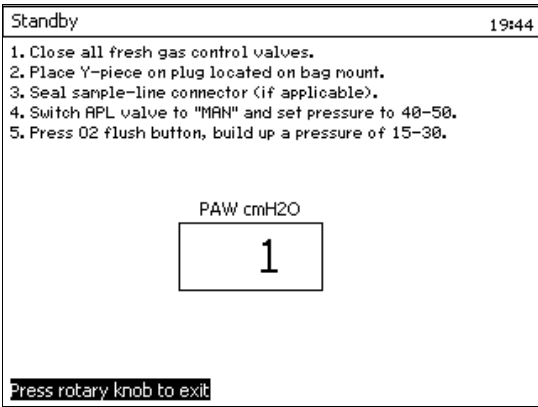 Standby
19:44
1. Close all fresh gas control valves.
2. Place Y-piece on plug located on bag mount.
3. Seal sample-line connector (if applicable).
4. Switch APL valve to "MAN" and set pressure to 40-50.
5. Press O2 flush button, build up a pressure of 15-30.
PAW cmH2O
1
Press rotary knob to exit